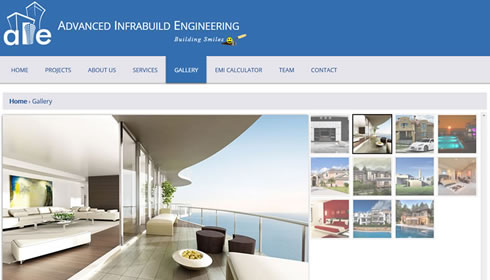 aIe ADVANCED INFRABUILD ENGINEERING
Building Smiles
HOME PROJECTS ABOUT US SERVICES GALLERY EMI CALCULATOR TEAM CONTACT
Home › Gallery